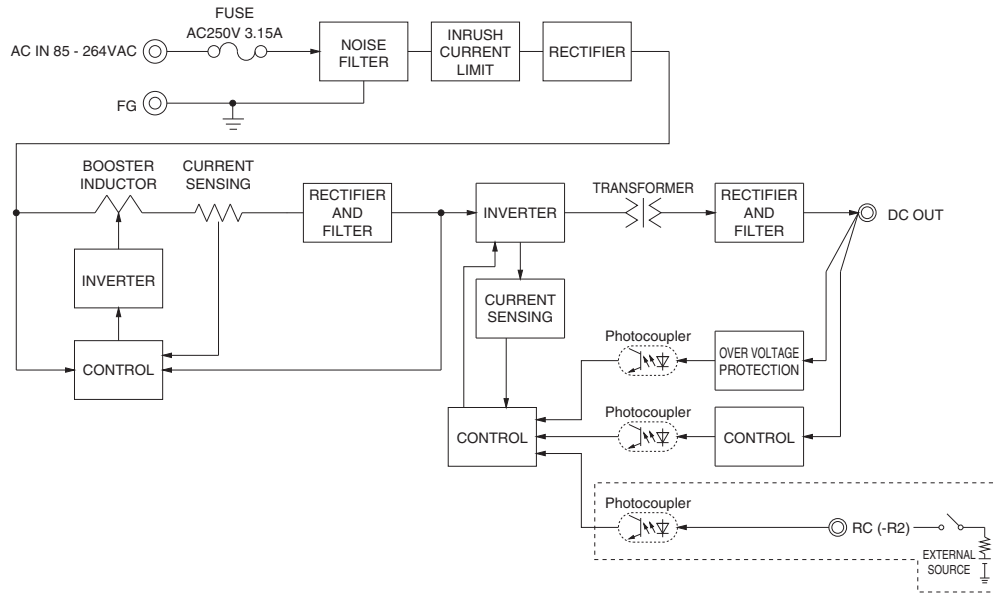 FUSE
AC250V 3.15A
AC IN 85 - 264VAC
NOISE
FILTER
INRUSH
CURRENT
LIMIT
RECTIFIER
FG
BOOSTER
INDUCTOR
CURRENT
SENSING
RECTIFIER
AND
FILTER
INVERTER
TRANSFORMER
RECTIFIER
AND
FILTER
DC OUT
INVERTER
CURRENT
SENSING
CONTROL
Photocoupler
OVER VOLTAGE
PROTECTION
CONTROL
Photocoupler
CONTROL
Photocoupler
RC (-R2)
EXTERNAL
SOURCE